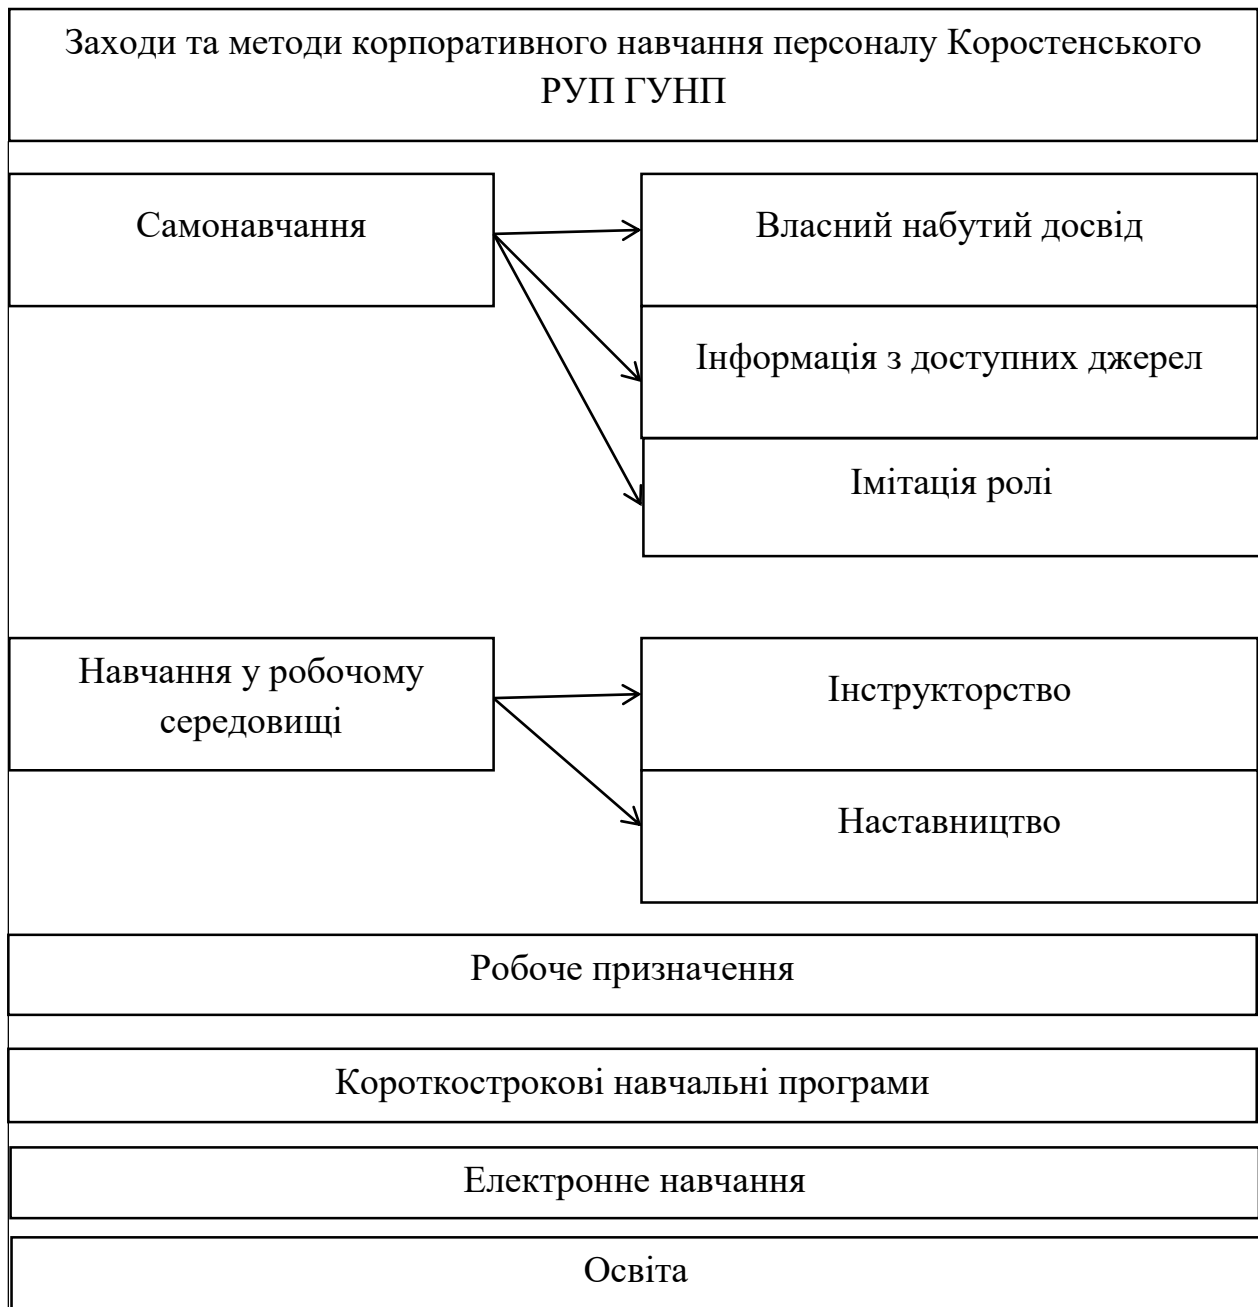 Заходи та методи корпоративного навчання персоналу Коростенського
РУП ГУНП
Самонавчання
Власний набутий досвід
Інформація з доступних джерел
Імітація ролі
Навчання у робочому
середовищі
Інструкторство
Наставництво
Робоче призначення
Короткострокові навчальні програми
Електронне навчання
Освіта